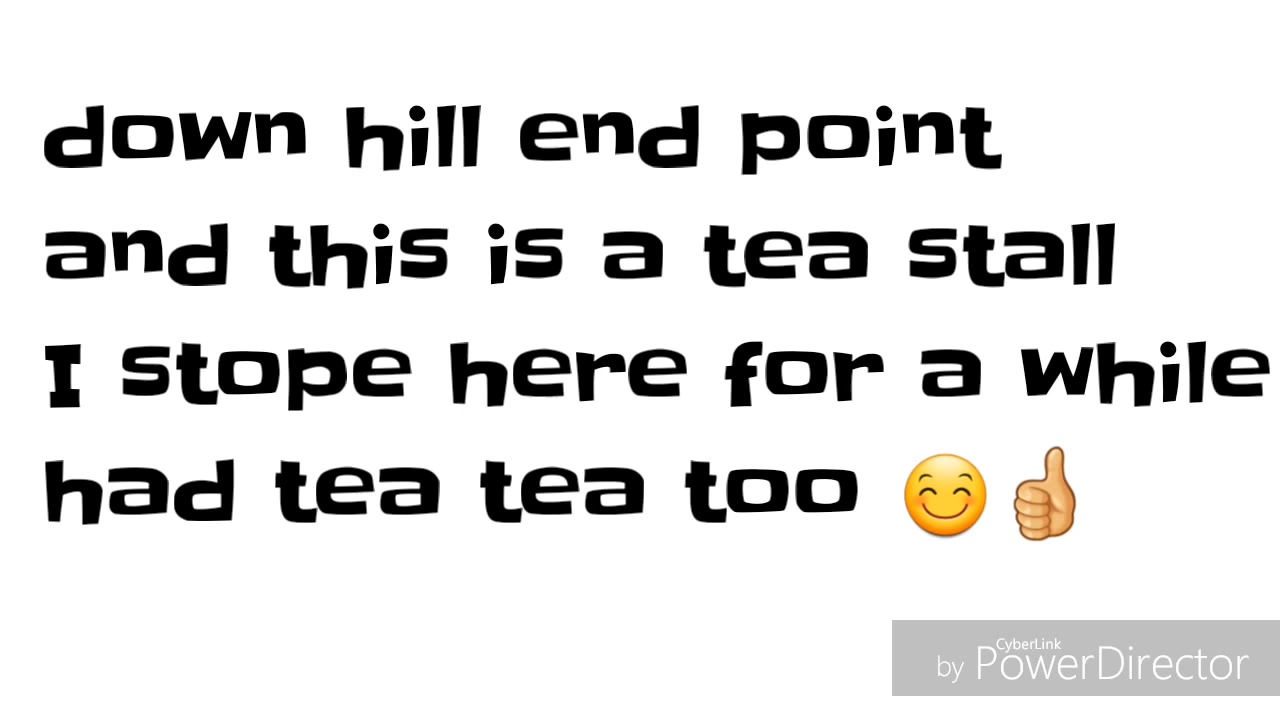 down hill end point
and this is a tea stall
I stope here for a while
had tea tea too 😊👍🏼
CyberLink
by PowerDirector